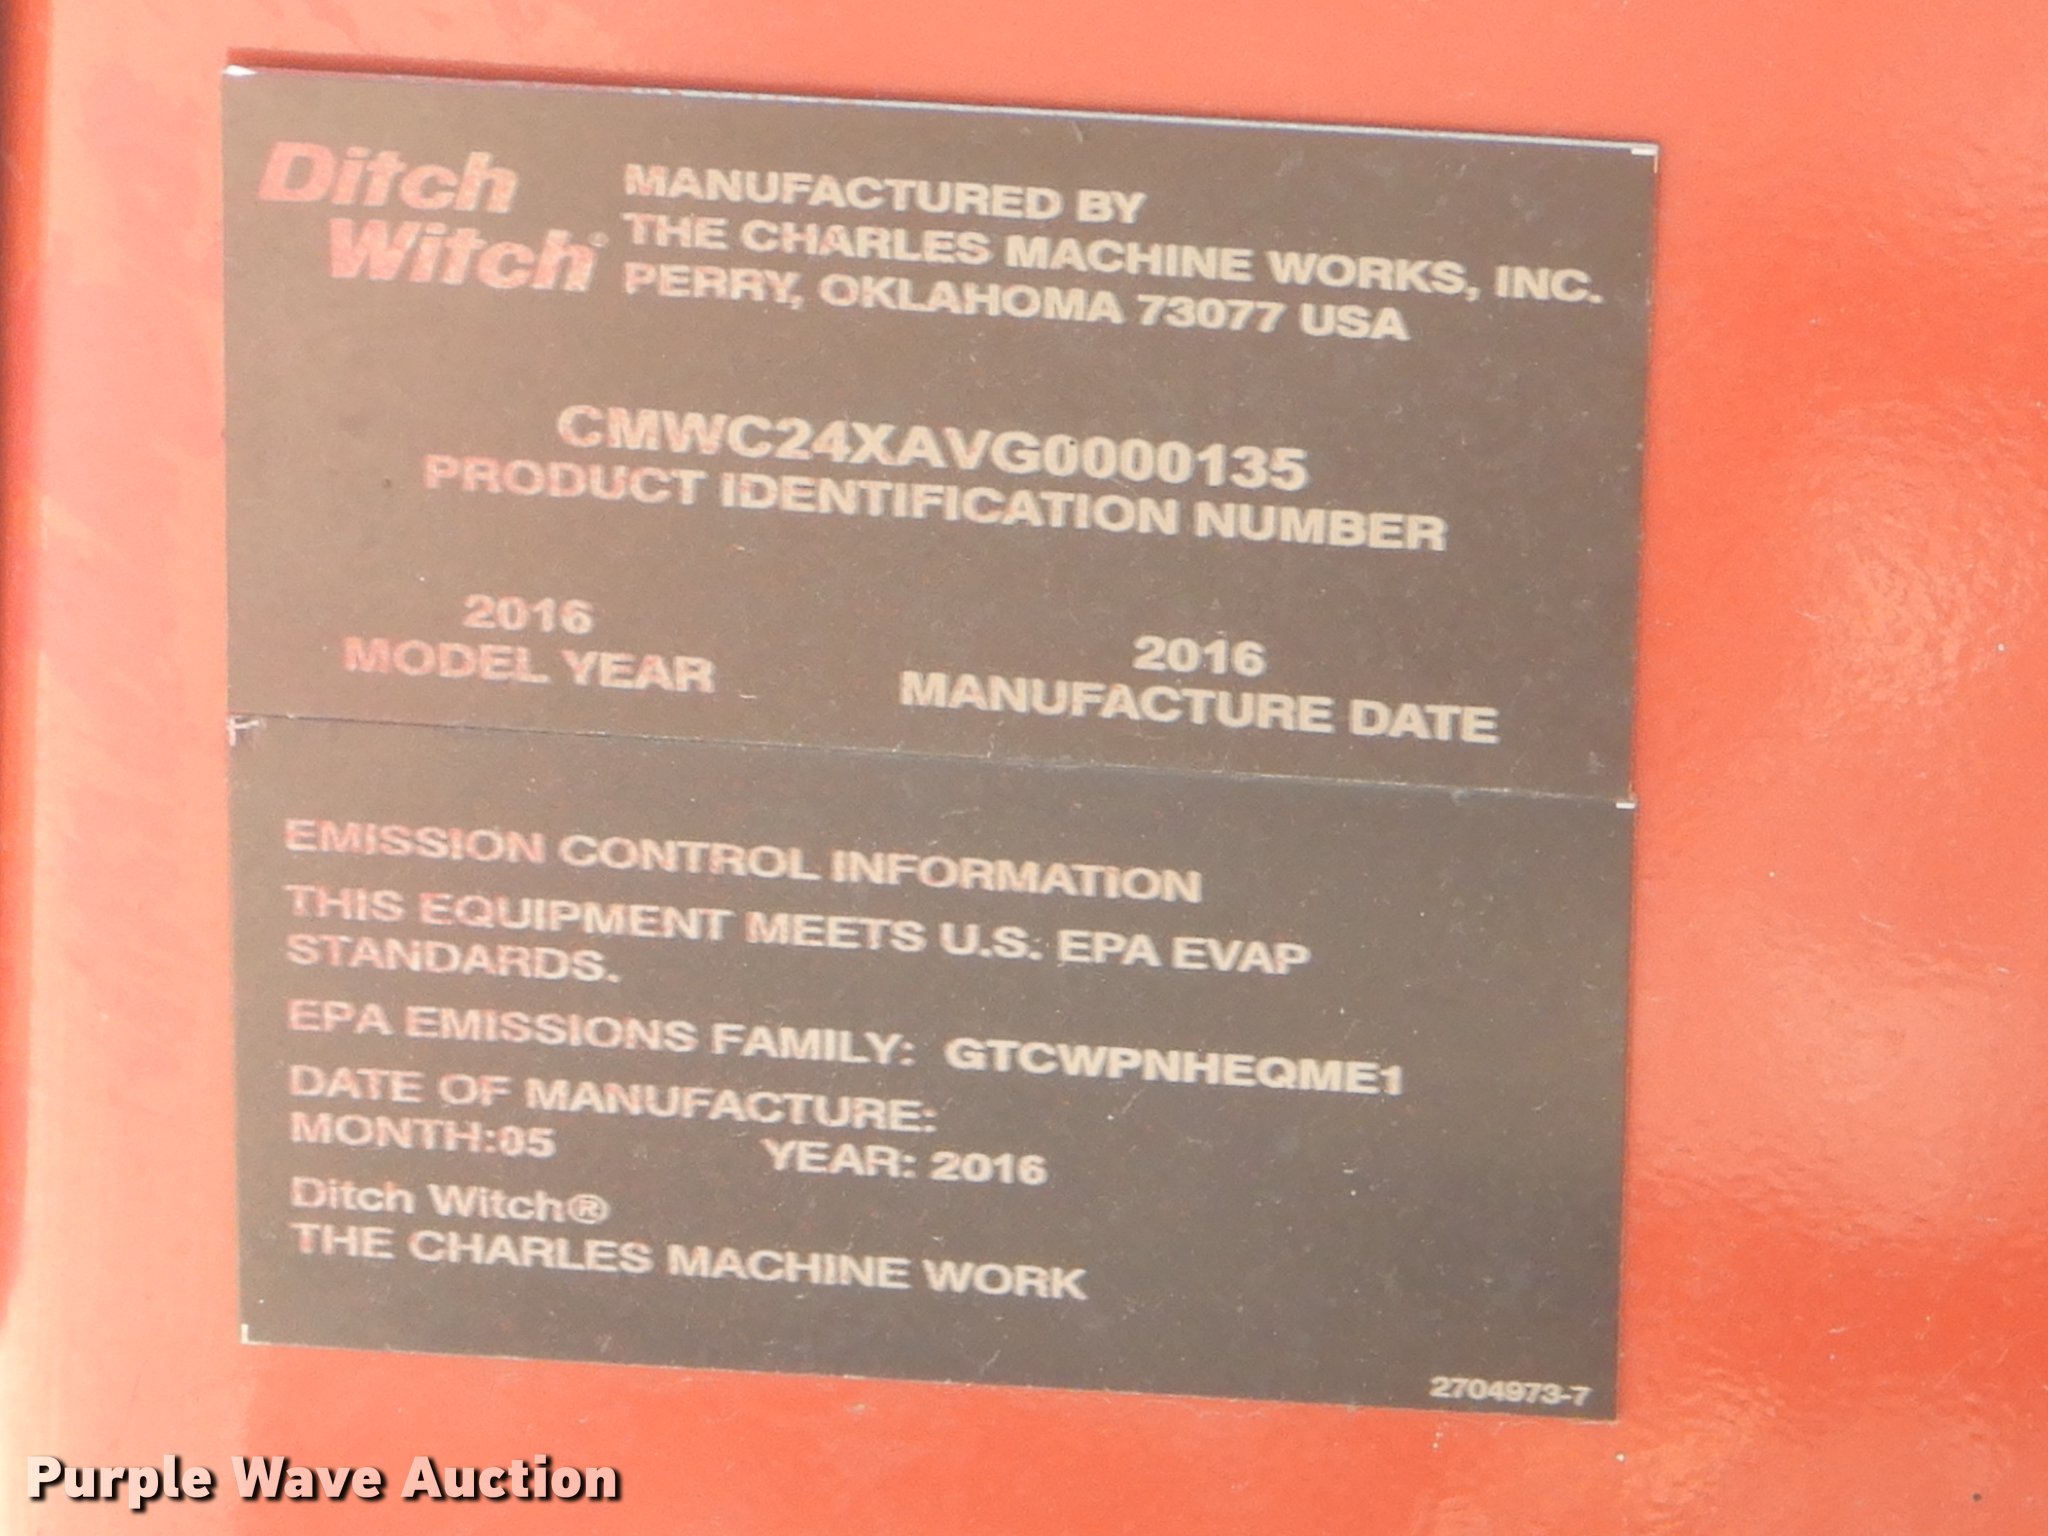 Ditch
Witch®
MANUFACTURED BY
THE CHARLES MACHINE WORKS, INC.
PERRY, OKLAHOMA 73077 USA
CMWC24XAVG0000135
PRODUCT IDENTIFICATION NUMBER
2016
MODEL YEAR
2016
MANUFACTURE DATE
EMISSION CONTROL INFORMATION
THIS EQUIPMENT MEETS U.S. EPA EVAP
STANDARDS.
EPA EMISSIONS FAMILY: GTCWPNHEQME1
DATE OF MANUFACTURE:
MONTH:05 YEAR: 2016
Ditch Witch®
THE CHARLES MACHINE WORK
2704973-7
Purple Wave Auction